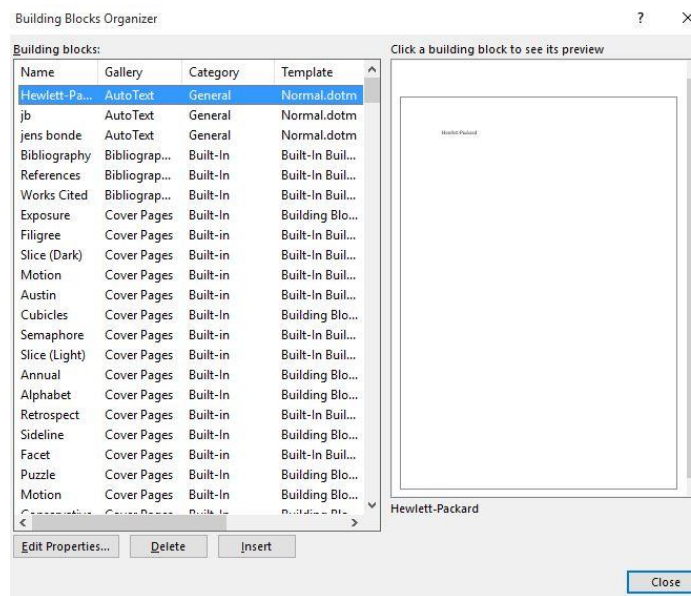 Building Blocks Organizer
? X
Building blocks:
Click a building block to see its preview
Name Gallery Category Template
Hewlett-Pa... AutoText General Normal.dotm
jb AutoText General Normal.dotm
jens bonde AutoText General Normal.dotm
Bibliography Bibliograp... Built-In Built-In Buil...
References Bibliograp... Built-In Built-In Buil...
Works Cited Bibliograp... Built-In Built-In Buil...
Exposure Cover Pages Built-In Building Blo...
Filigree Cover Pages Built-in Built-In Buil...
Slice (Dark) Cover Pages Built-in Built-In Buil...
Motion Cover Pages Built-in Built-In Buil...
Austin Cover Pages Built-in Built-In Buil...
Cubicles Cover Pages Built-In Building Blo...
Semaphore Cover Pages Built-in Built-In Buil...
Slice (Light) Cover Pages Built-in Built-In Buil...
Annual Cover Pages Built-In Building Blo...
Alphabet Cover Pages Built-In Building Blo...
Retrospect Cover Pages Built-in Built-In Buil...
Sideline Cover Pages Built-In Building Blo...
Facet Cover Pages Built-in Built-In Buil...
Puzzle Cover Pages Built-In Building Blo...
Motion Cover Pages Built-In Building Blo...
Hewlett-Packard
Hewlett-Packard
Edit Properties... Delete Insert
Close